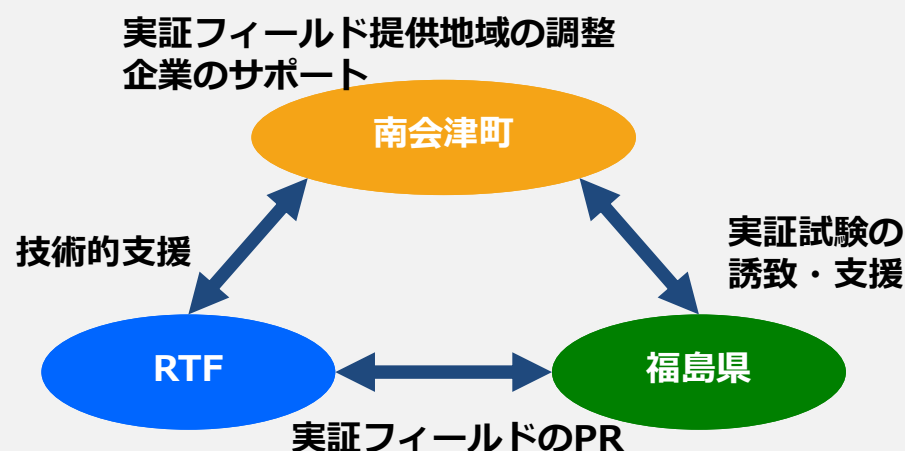 実証フィールド提供地域の調整
企業のサポート
南会津町
技術的支援
実証試験の
誘致・支援
RTF
福島県
実証フィールドのPR